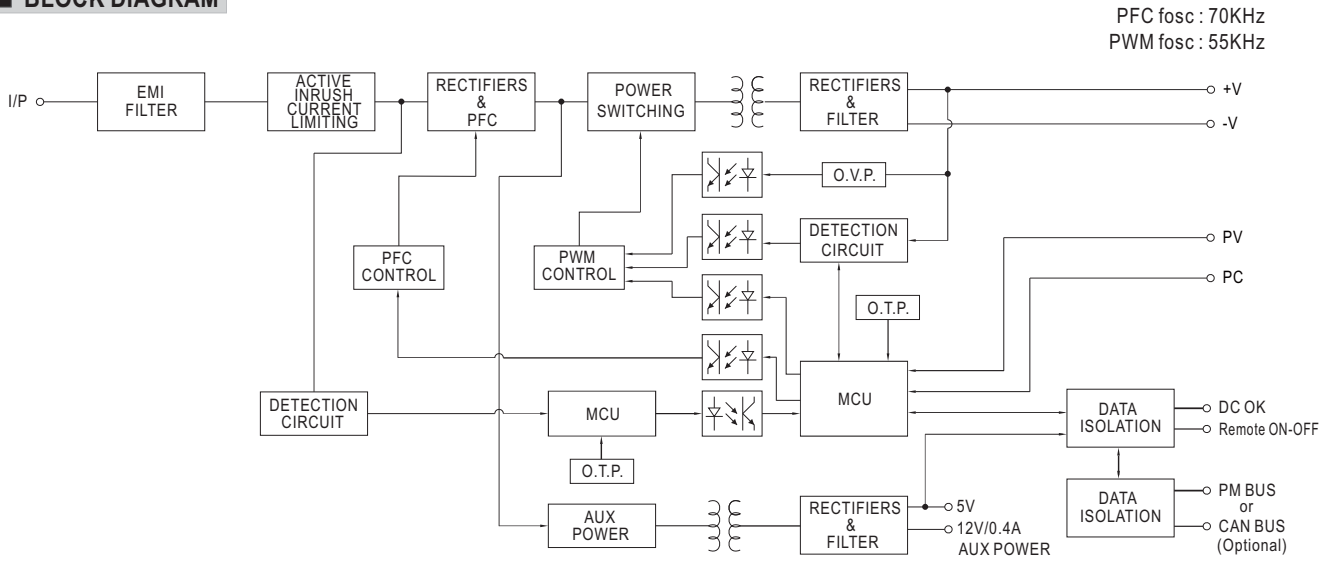 ■ BLOCK DIAGRAM
PFC fosc : 70KHz
PWM fosc : 55KHz
I/P
EMI
FILTER
ACTIVE
INRUSH
CURRENT
LIMITING
RECTIFIERS
&
PFC
POWER
SWITCHING
RECTIFIERS
&
FILTER
+V
-V
O.V.P.
DETECTION
CIRCUIT
PFC
CONTROL
PWM
CONTROL
PV
PC
O.T.P.
MCU
DETECTION
CIRCUIT
MCU
O.T.P.
DATA
ISOLATION
DC OK
Remote ON-OFF
AUX
POWER
RECTIFIERS
&
FILTER
5V
12V/0.4A
AUX POWER
DATA
ISOLATION
PM BUS
or
CAN BUS
(Optional)